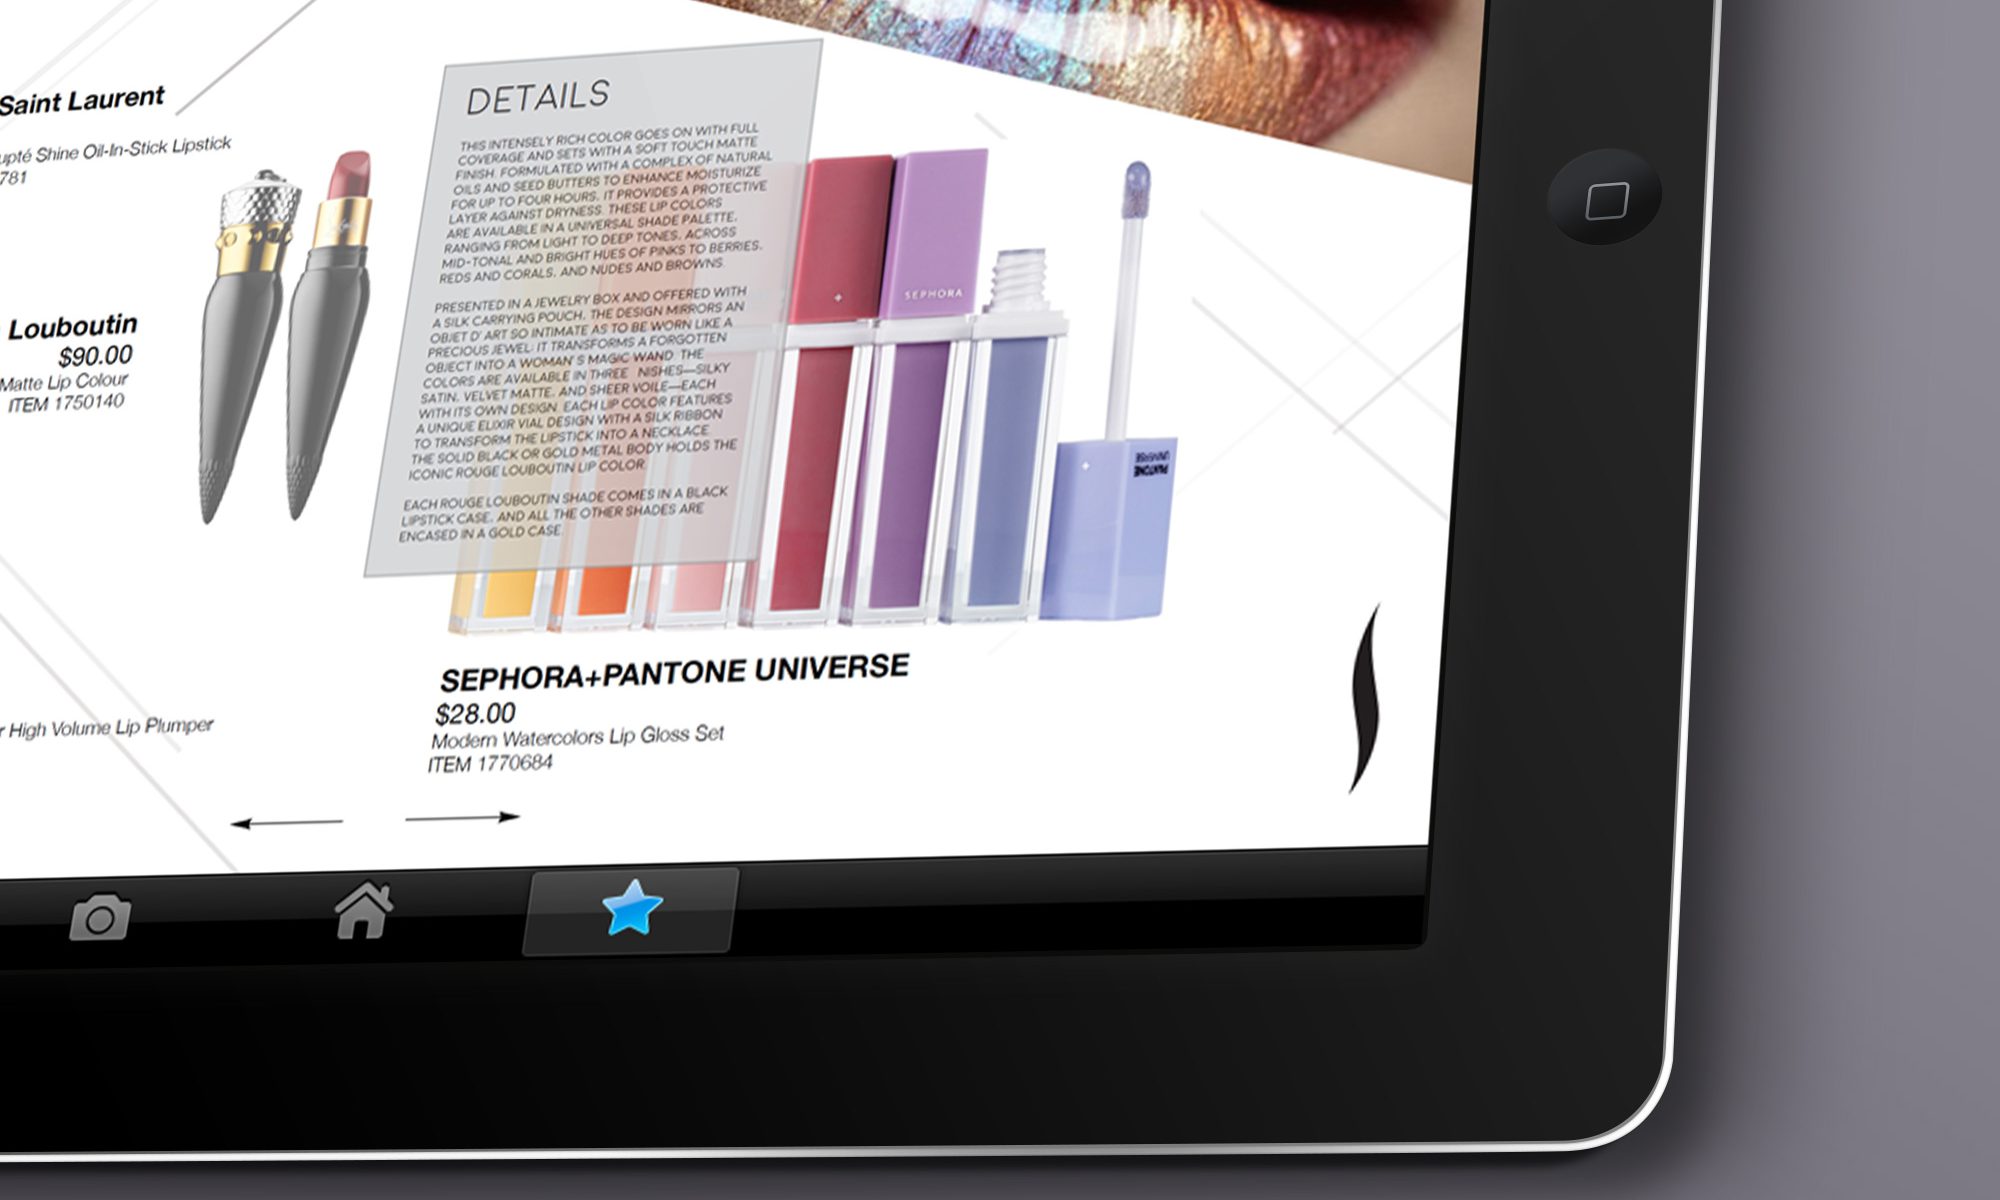 Saint Laurent
Shine Oil-In-Stick Lipstick
781
Louboutin
$90.00
Matte Lip Colour
ITEM 1750140
High Volume Lip Plumper
DETAILS
THIS INTENSELY RICH COLOR GOES ON WITH FULL
COVERAGE AND SETS WITH A SOFT TOUCH MATTE
FINISH. FORMULATED WITH A COMPLEX OF NATURAL
OILS AND SEED BUTTERS TO ENHANCE MOISTURIZE
FOR UP TO FOUR HOURS. IT PROVIDES A PROTECTIVE
LAYER AGAINST DRYNESS. THESE LIP COLORS
ARE AVAILABLE IN A UNIVERSAL SHADE PALETTE,
RANGING FROM LIGHT TO DEEP TONES, ACROSS
MID-TONAL AND BRIGHT HUES OF PINKS TO BERRIES,
REDS AND CORALS, AND NUDES AND BROWNS.
PRESENTED IN A JEWELRY BOX AND OFFERED WITH
A SILK CARRYING POUCH, THE DESIGN MIRRORS AN
OBJET D' ART SO INTIMATE AS TO BE WORN LIKE A
PRECIOUS JEWEL: IT TRANSFORMS A FORGOTTEN
OBJECT INTO A WOMAN'S MAGIC WAND. THE
COLORS ARE AVAILABLE IN THREE NISHES—SILKY
SATIN, VELVET MATTE, AND SHEER VOILE—EACH
WITH ITS OWN DESIGN. EACH LIP COLOR FEATURES
A UNIQUE ELIXIR VIAL DESIGN WITH A SILK RIBBON
TO TRANSFORM THE LIPSTICK INTO A NECKLACE.
THE SOLID BLACK OR GOLD METAL BODY HOLDS THE
ICONIC ROUGE LOUBOUTIN LIP COLOR.
EACH ROUGE LOUBOUTIN SHADE COMES IN A BLACK
LIPSTICK CASE, AND ALL THE OTHER SHADES ARE
ENCASED IN A GOLD CASE.
SEPHORA
PANTONE
UNIVERSE
SEPHORA+PANTONE UNIVERSE
$28.00
Modern Watercolors Lip Gloss Set
ITEM 1770684